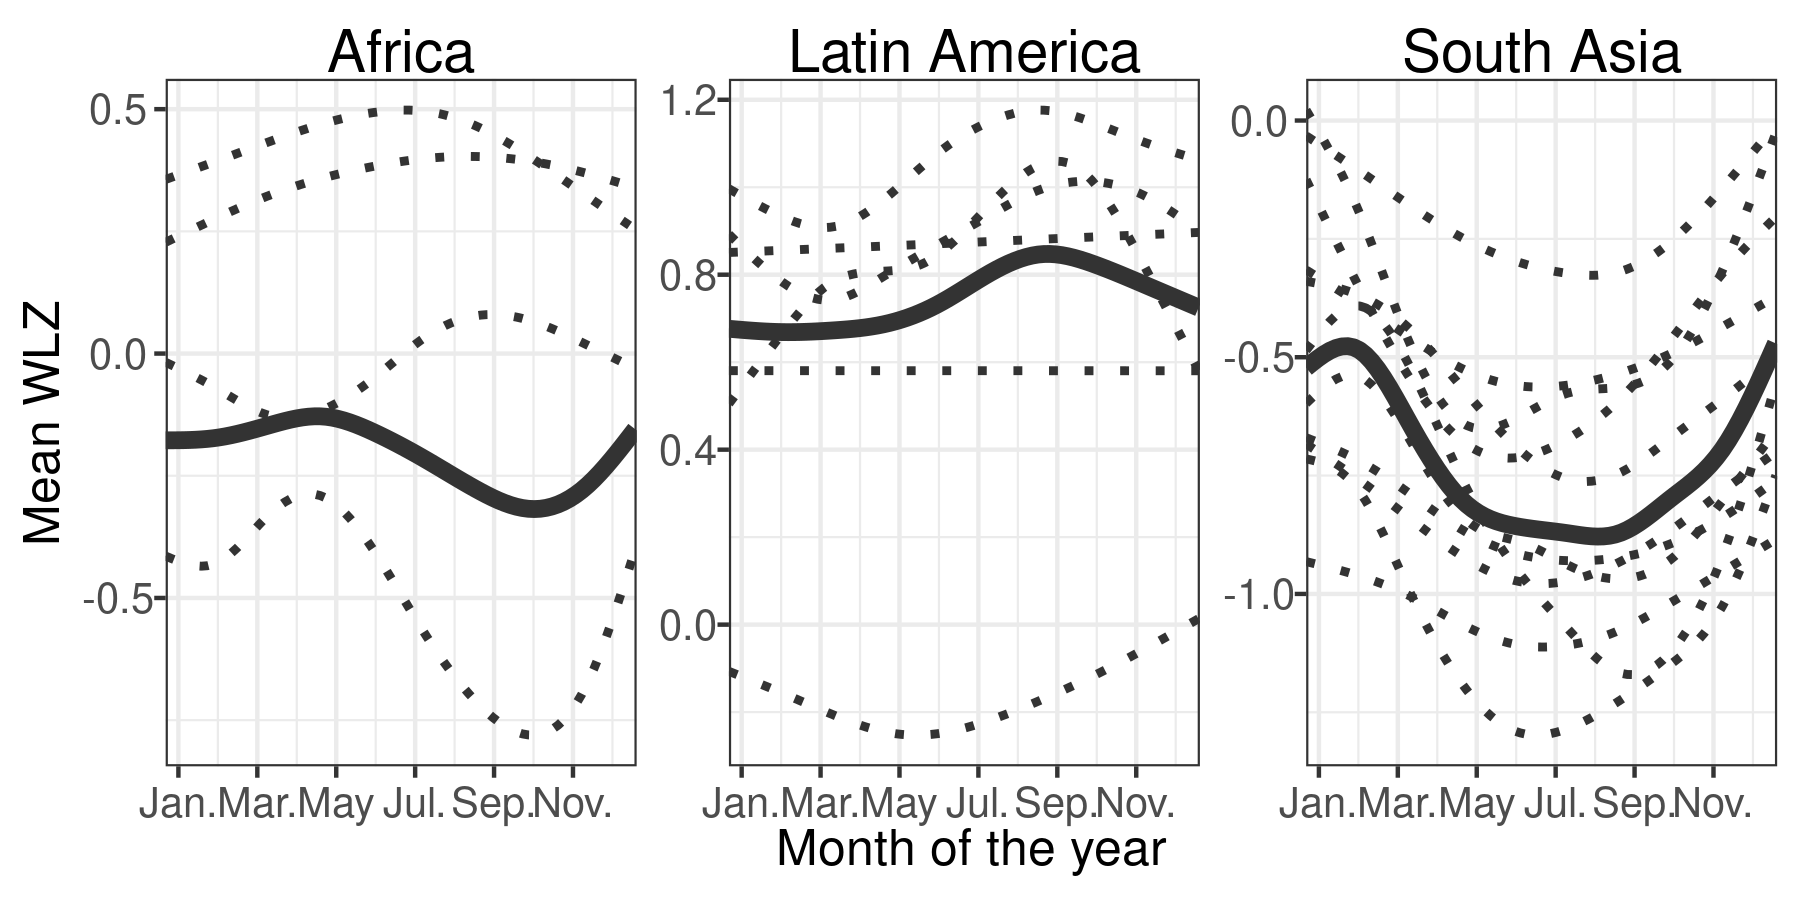 Africa
Latin America
South Asia
Mean WLZ
0.5
0.0
-0.5
1.2
0.8
0.4
0.0
0.0
-0.5
-1.0
Jan. Mar. May Jul. Sep. Nov.
Jan. Mar. May Jul. Sep. Nov.
Jan. Mar. May Jul. Sep. Nov.
Month of the year